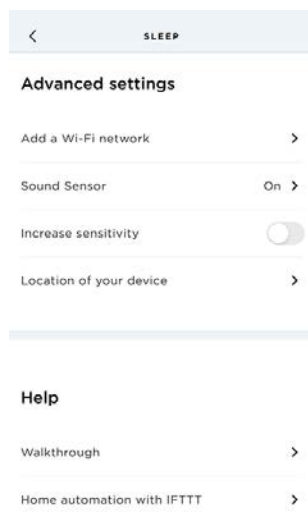 SLEEP
Advanced settings
Add a Wi-Fi network
Sound Sensor On
Increase sensitivity
Location of your device
Help
Walkthrough
Home automation with IFTTT